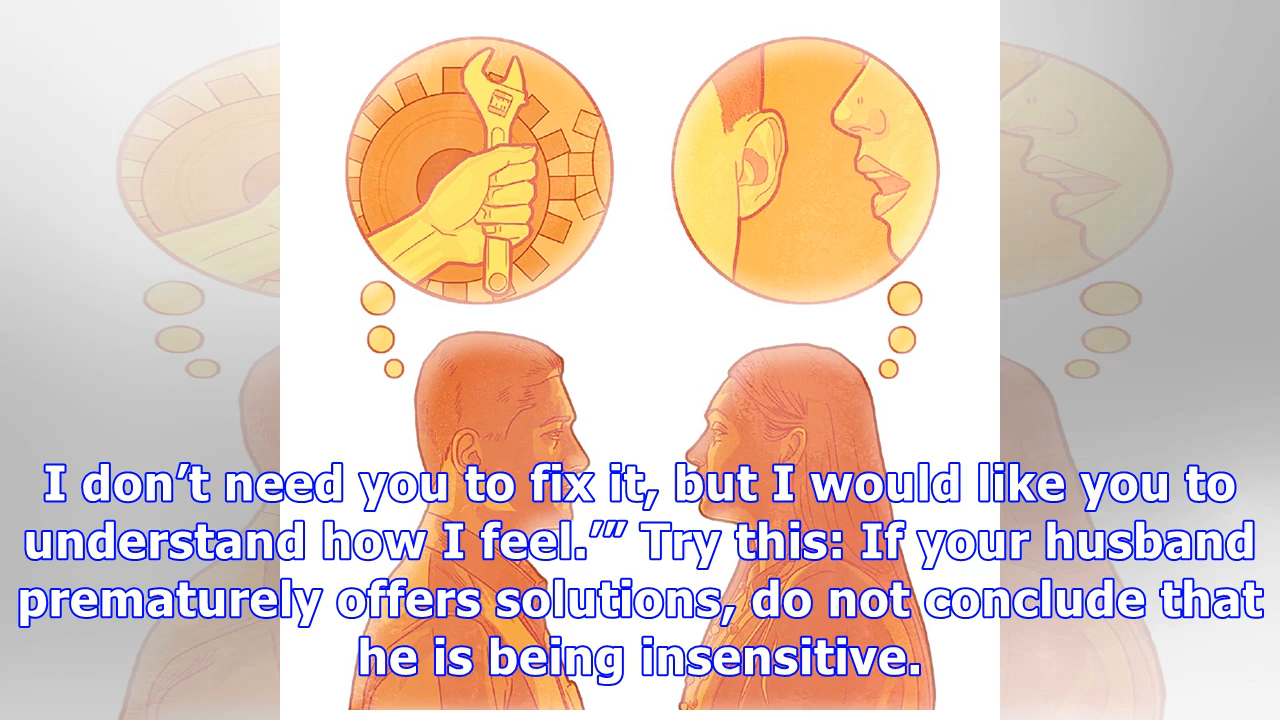 I don’t need you to fix it, but I would like you to
understand how I feel.’” Try this: If your husband
prematurely offers solutions, do not conclude that
he is being insensitive.